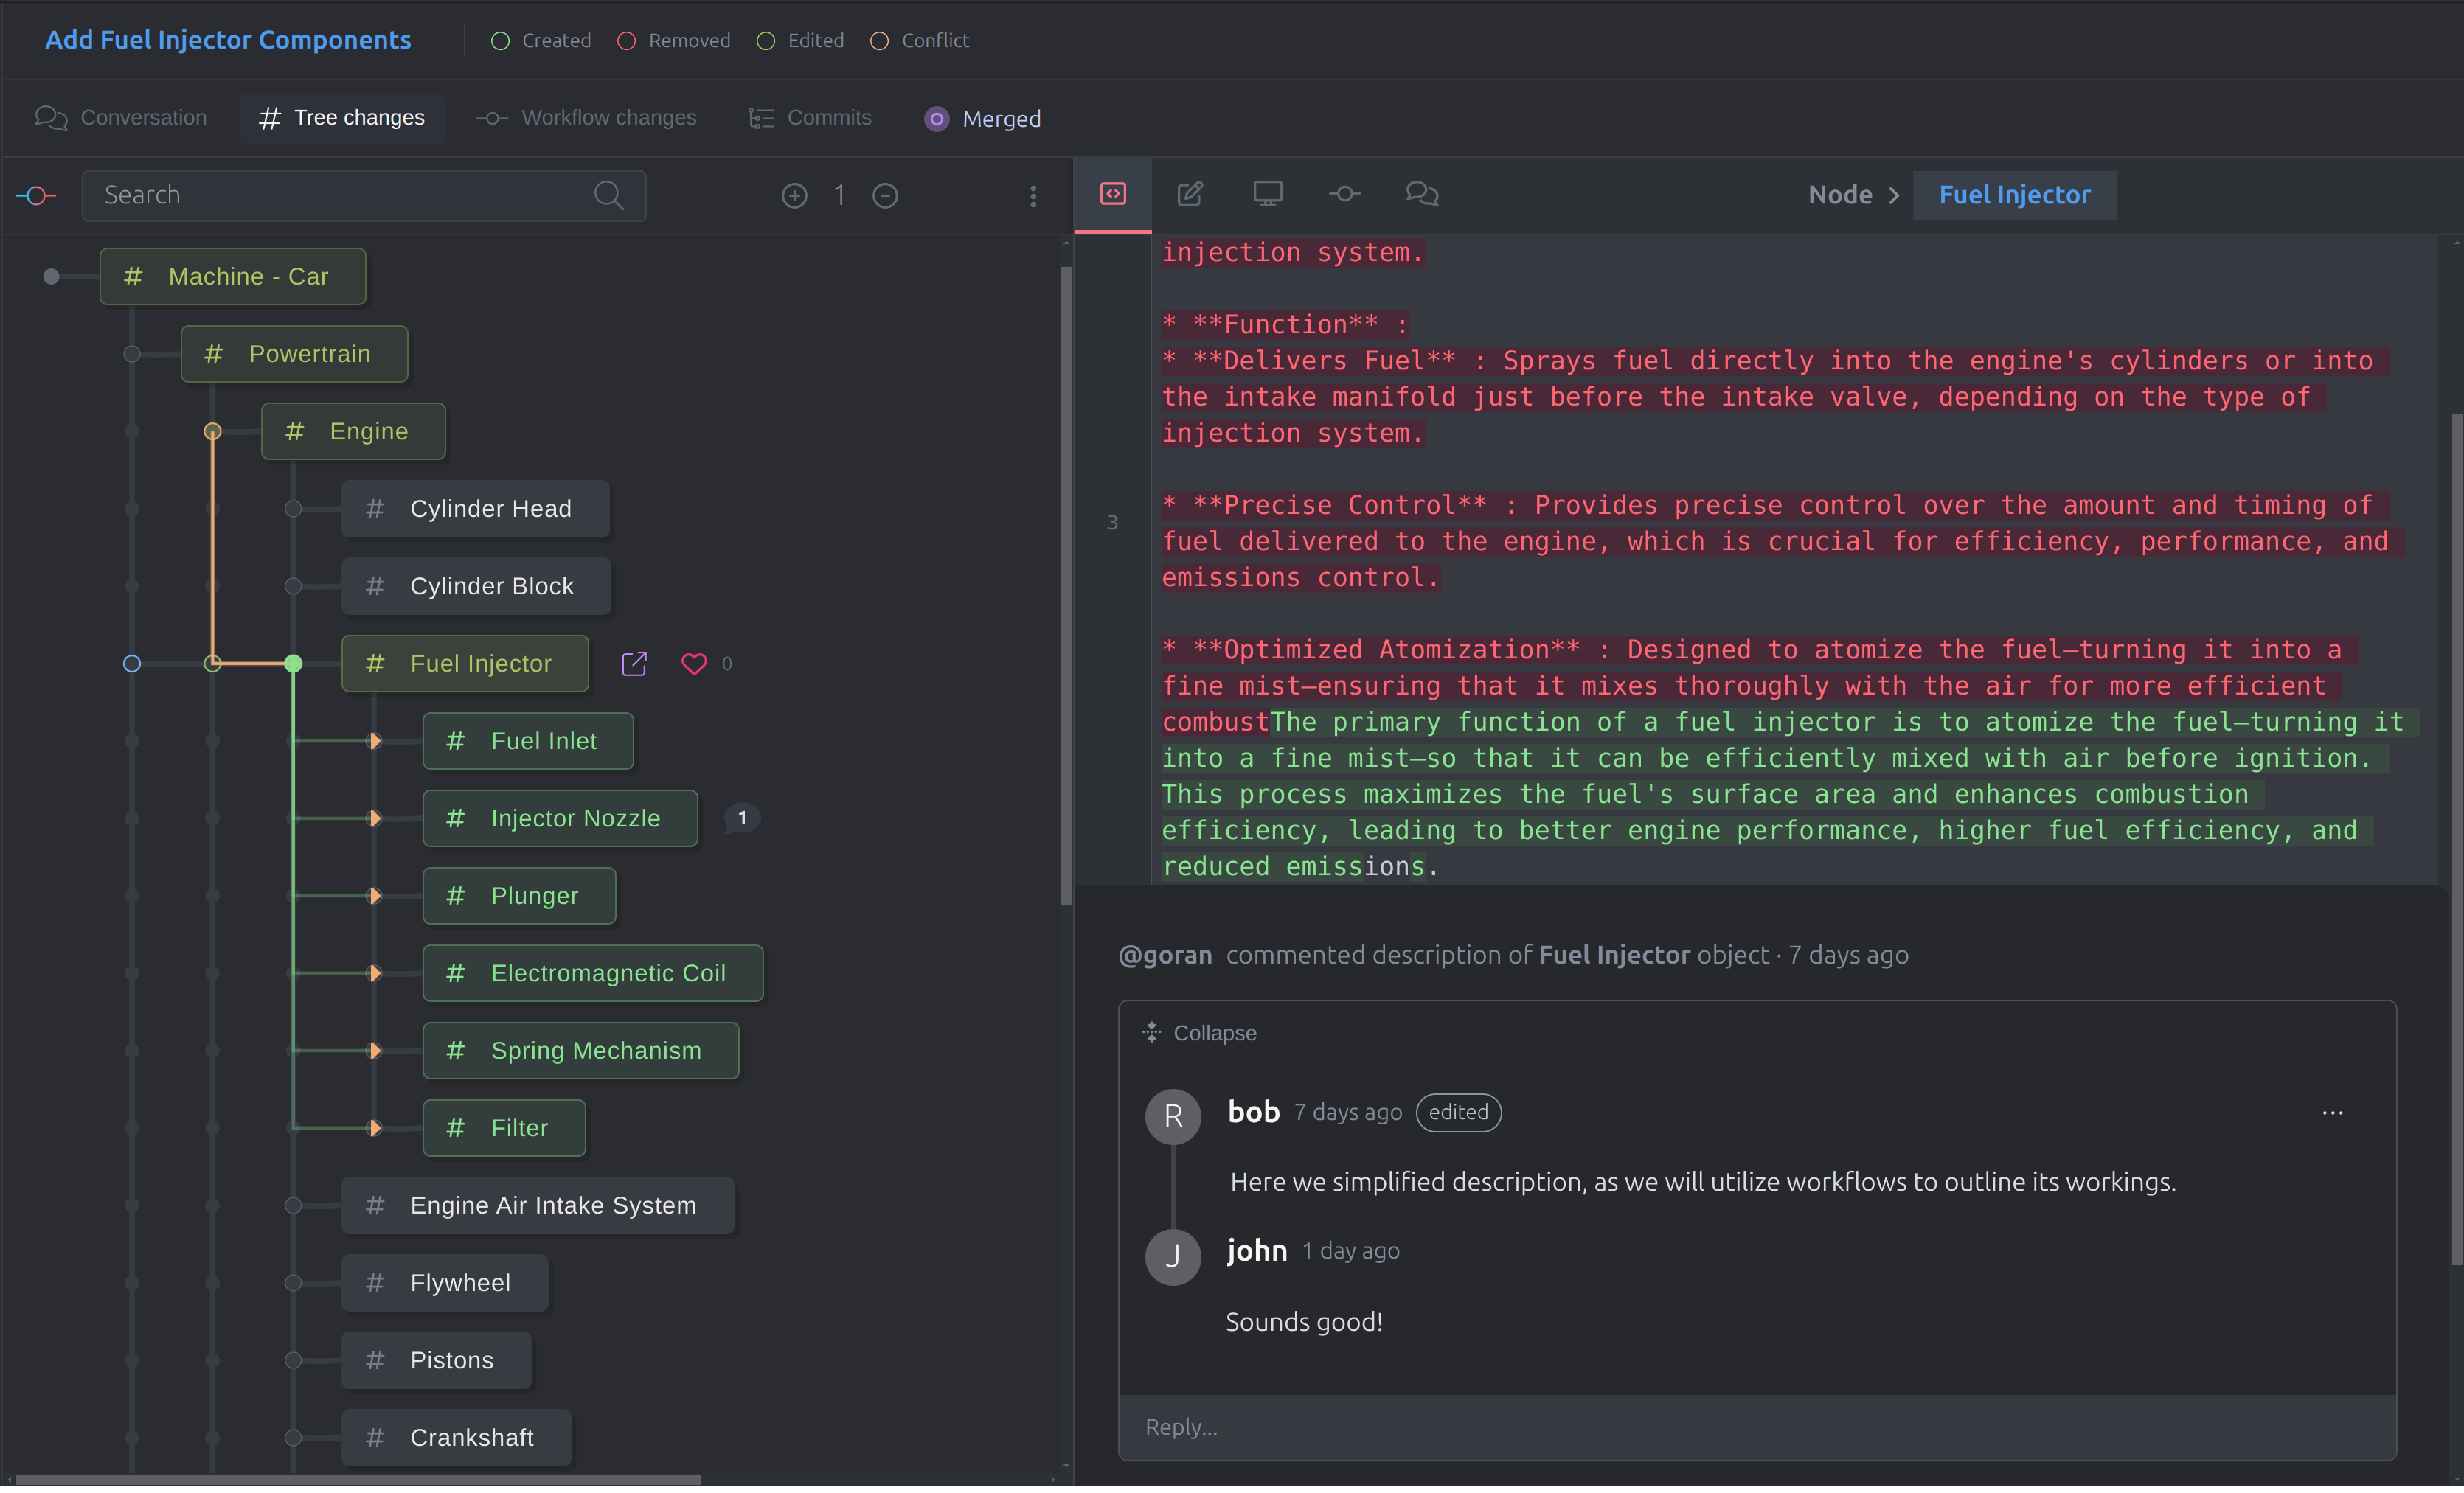 Add Fuel Injector Components
Created
Removed
Edited
Conflict
Conversation
# Tree changes
Workflow changes
Commits
Merged
Search
1
Node > Fuel Injector
# Machine - Car
# Powertrain
# Engine
# Cylinder Head
# Cylinder Block
# Fuel Injector
0
# Fuel Inlet
# Injector Nozzle
1
# Plunger
# Electromagnetic Coil
# Spring Mechanism
# Filter
# Engine Air Intake System
# Flywheel
# Pistons
# Crankshaft
3
injection system.
* **Function** :
* **Delivers Fuel** : Sprays fuel directly into the engine's cylinders or into
the intake manifold just before the intake valve, depending on the type of
injection system.
* **Precise Control** : Provides precise control over the amount and timing of
fuel delivered to the engine, which is crucial for efficiency, performance, and
emissions control.
* **Optimized Atomization** : Designed to atomize the fuel—turning it into a
fine mist—ensuring that it mixes thoroughly with the air for more efficient
combustThe primary function of a fuel injector is to atomize the fuel—turning it
into a fine mist—so that it can be efficiently mixed with air before ignition.
This process maximizes the fuel's surface area and enhances combustion
efficiency, leading to better engine performance, higher fuel efficiency, and
reduced emissions.
@goran commented description of Fuel Injector object · 7 days ago
Collapse
R
bob 7 days ago edited
...
Here we simplified description, as we will utilize workflows to outline its workings.
J
john 1 day ago
Sounds good!
Reply...